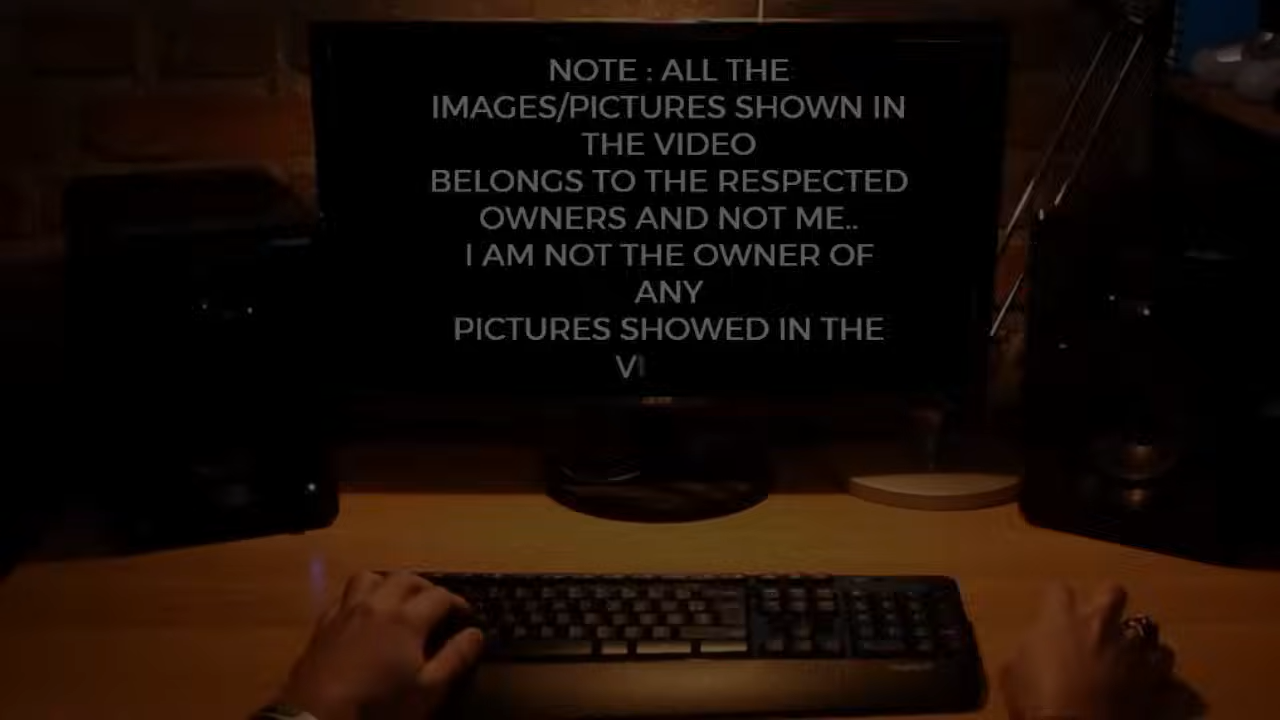 NOTE : ALL THE
IMAGES/PICTURES SHOWN IN
THE VIDEO
BELONGS TO THE RESPECTED
OWNERS AND NOT ME..
I AM NOT THE OWNER OF
ANY
PICTURES SHOWED IN THE
VI